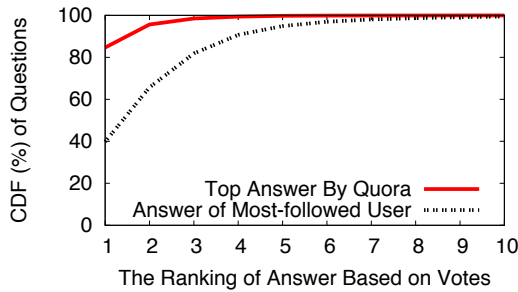 CDF (%) of Questions
100
80
60
40
20
0
Top Answer By Quora
Answer of Most-followed User
1 2 3 4 5 6 7 8 9 10
The Ranking of Answer Based on Votes